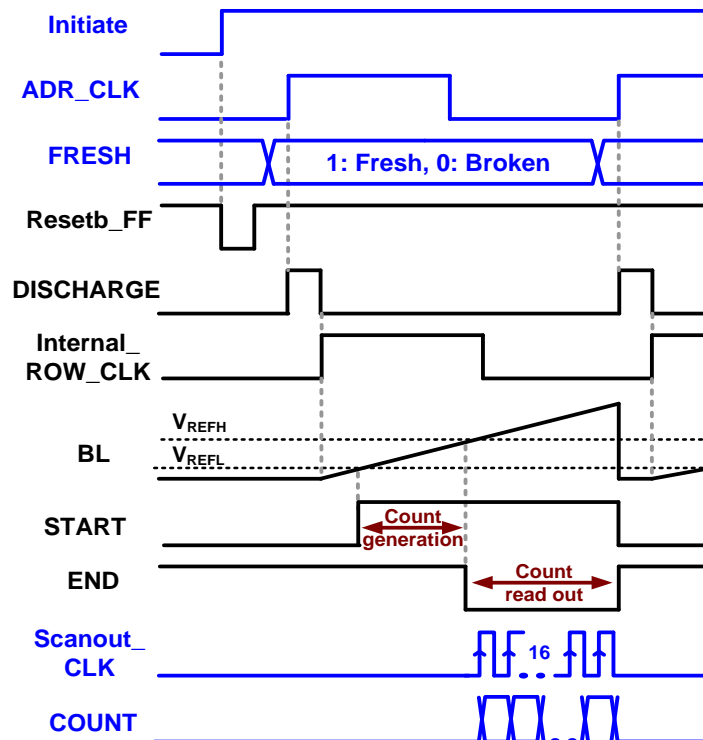 Initiate
ADR_CLK
FRESH
1: Fresh, 0: Broken
Resetb_FF
DISCHARGE
Internal_
ROW_CLK
VREFH
BL
VREFL
START
Count
generation
END
Count
read out
Scanout_
CLK
16
COUNT